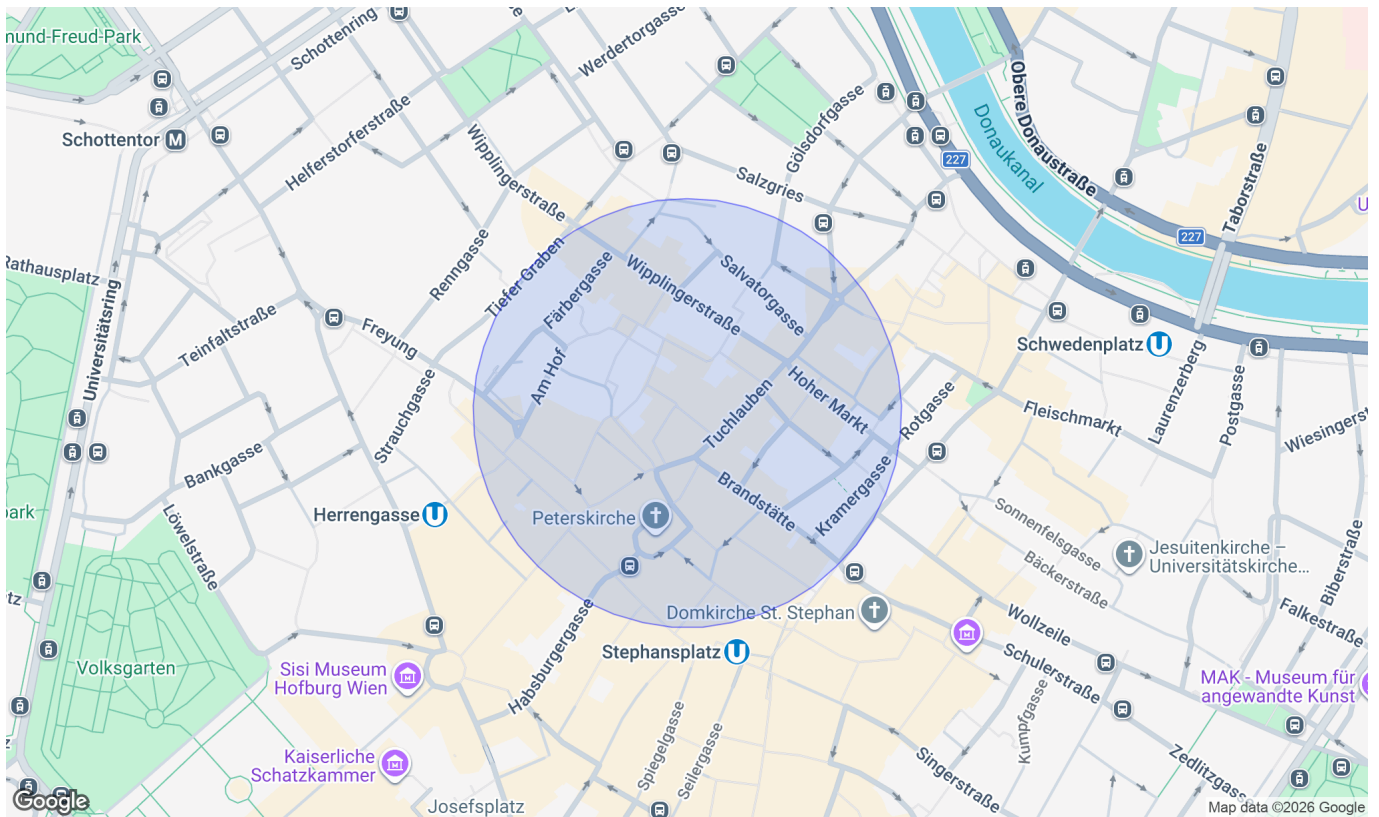 mund-Freud-Park
Schottenring
Werdertorgasse
Schottentor
Helferstorferstraße
Wipplingerstraße
Gölsdorfgasse
Salzgries
227
Donaukanal
Obere Donaustraße
Taborstraße
227
U
Rathausplatz
Universitätsring
Teinfaltstraße
Freyung
Renngasse
Tiefer Graben
Färbergasse
Am Hof
Wipplingerstraße
Salvatorgasse
Hoher Markt
Tuchlauben
Rotgasse
Schwedenplatz
Fleischmarkt
Laurenzerberg
Postgasse
Wiesingerst
Strauchgasse
Bankgasse
Löwelstraße
park
Herrengasse
Peterskirche
Brandstätte
Kramergasse
Sonnenfelsgasse
Bäckerstraße
Jesuitenkirche –
Universitätskirche...
Biberstraße
Falkestraße
tz
Domkirche St. Stephan
Wollzeile
Schulerstraße
Stephansplatz
Habsburgergasse
Volksgarten
Sisi Museum
Hofburg Wien
MAK - Museum für
angewandte Kunst
Kumpfgasse
Spiegelgasse
Seilergasse
Singerstraße
Zedlitzgasse
Kaiserliche
Schatzkammer
Josefsplatz
Google
Map data ©2026 Google